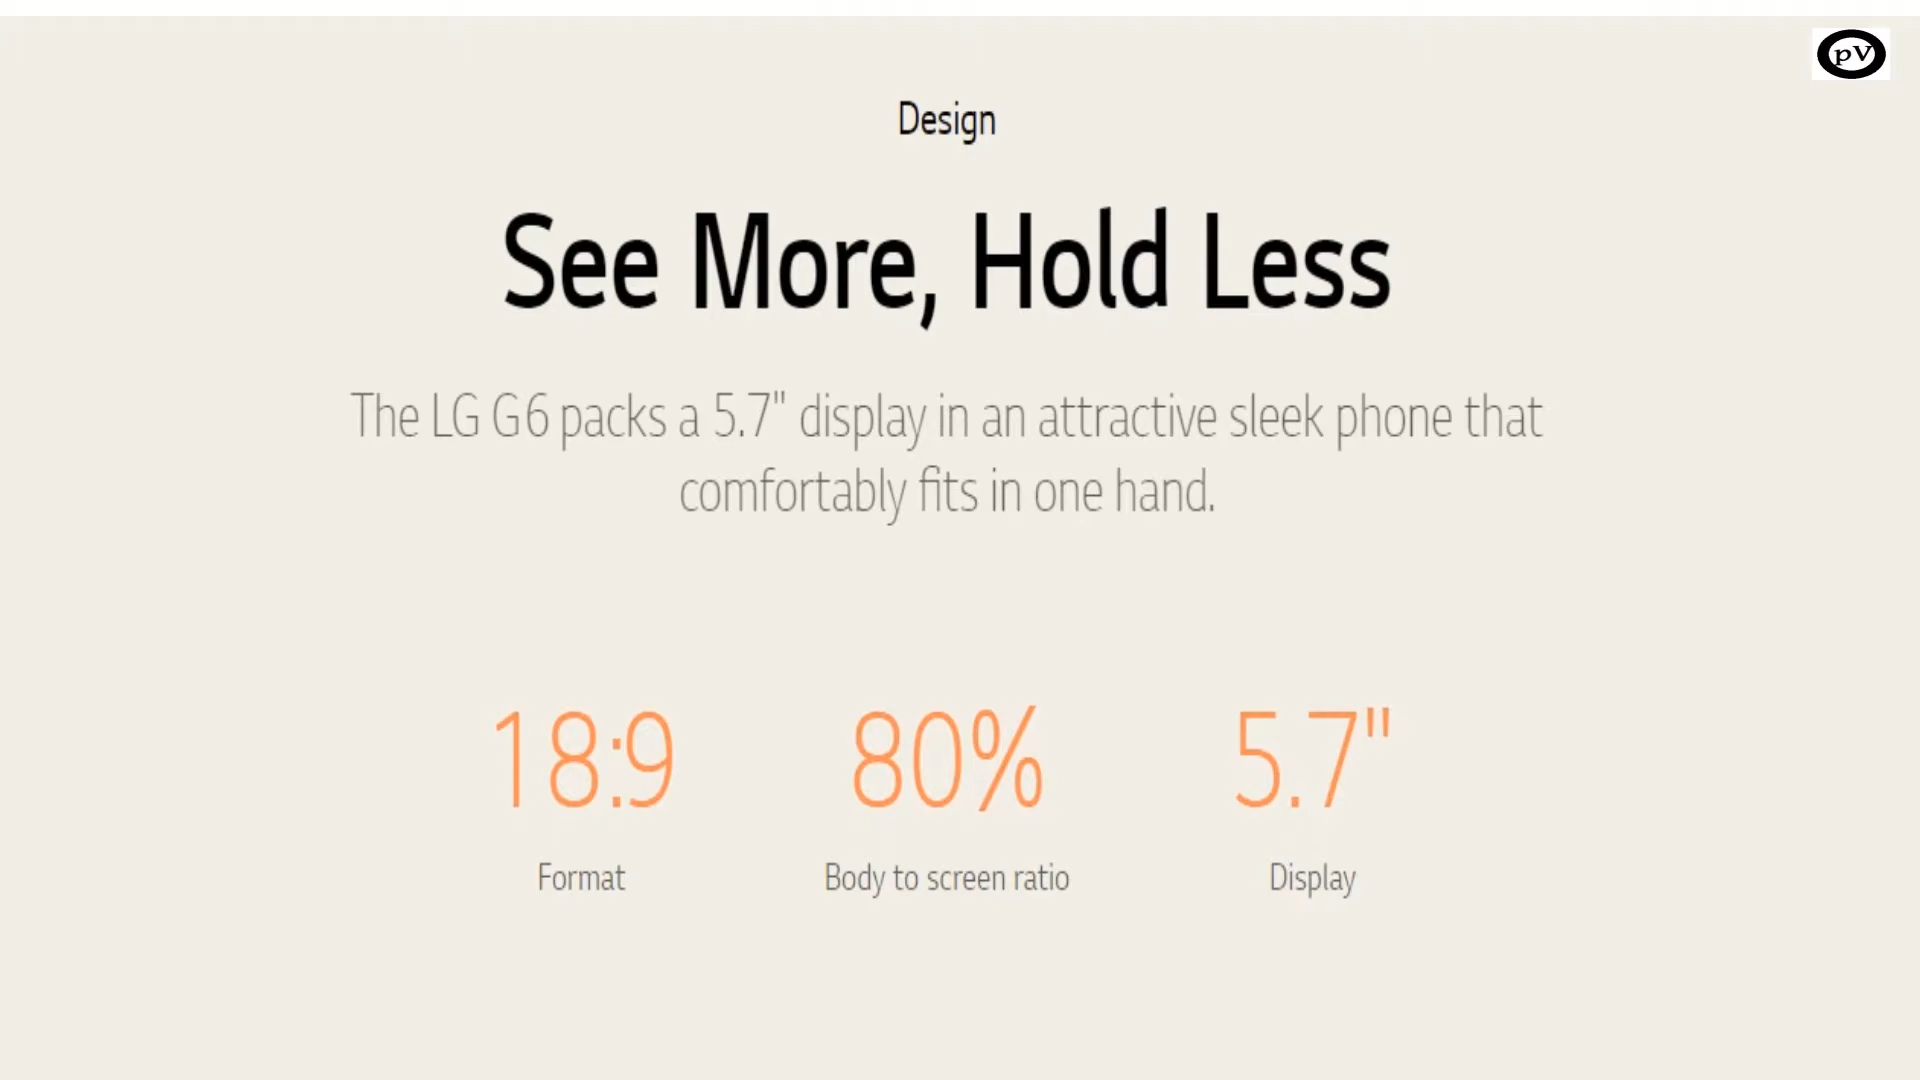 pV
Design
See More, Hold Less
The LG G6 packs a 5.7" display in an attractive sleek phone that
comfortably fits in one hand.
18:9 80% 5.7"
Format Body to screen ratio Display